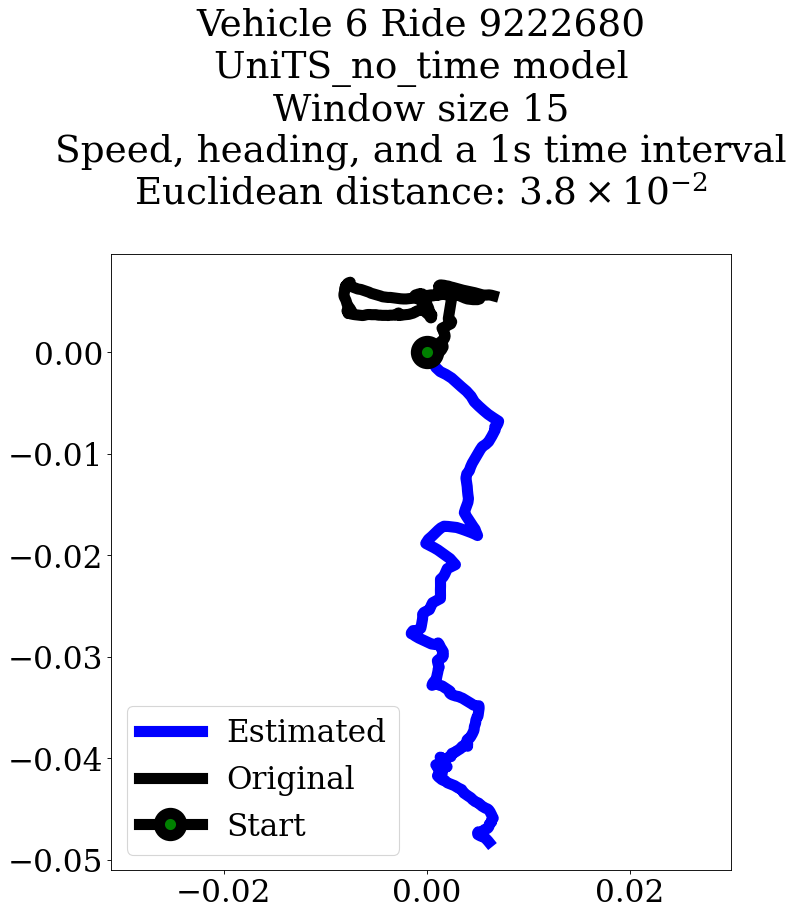 Vehicle 6 Ride 9222680
UniTS_no_time model
Window size 15
Speed, heading, and a 1s time interval
Euclidean distance: 3.8 × 10⁻²
0.00
−0.01
−0.02
−0.03
−0.04
−0.05
Estimated
Original
Start
−0.02 0.00 0.02